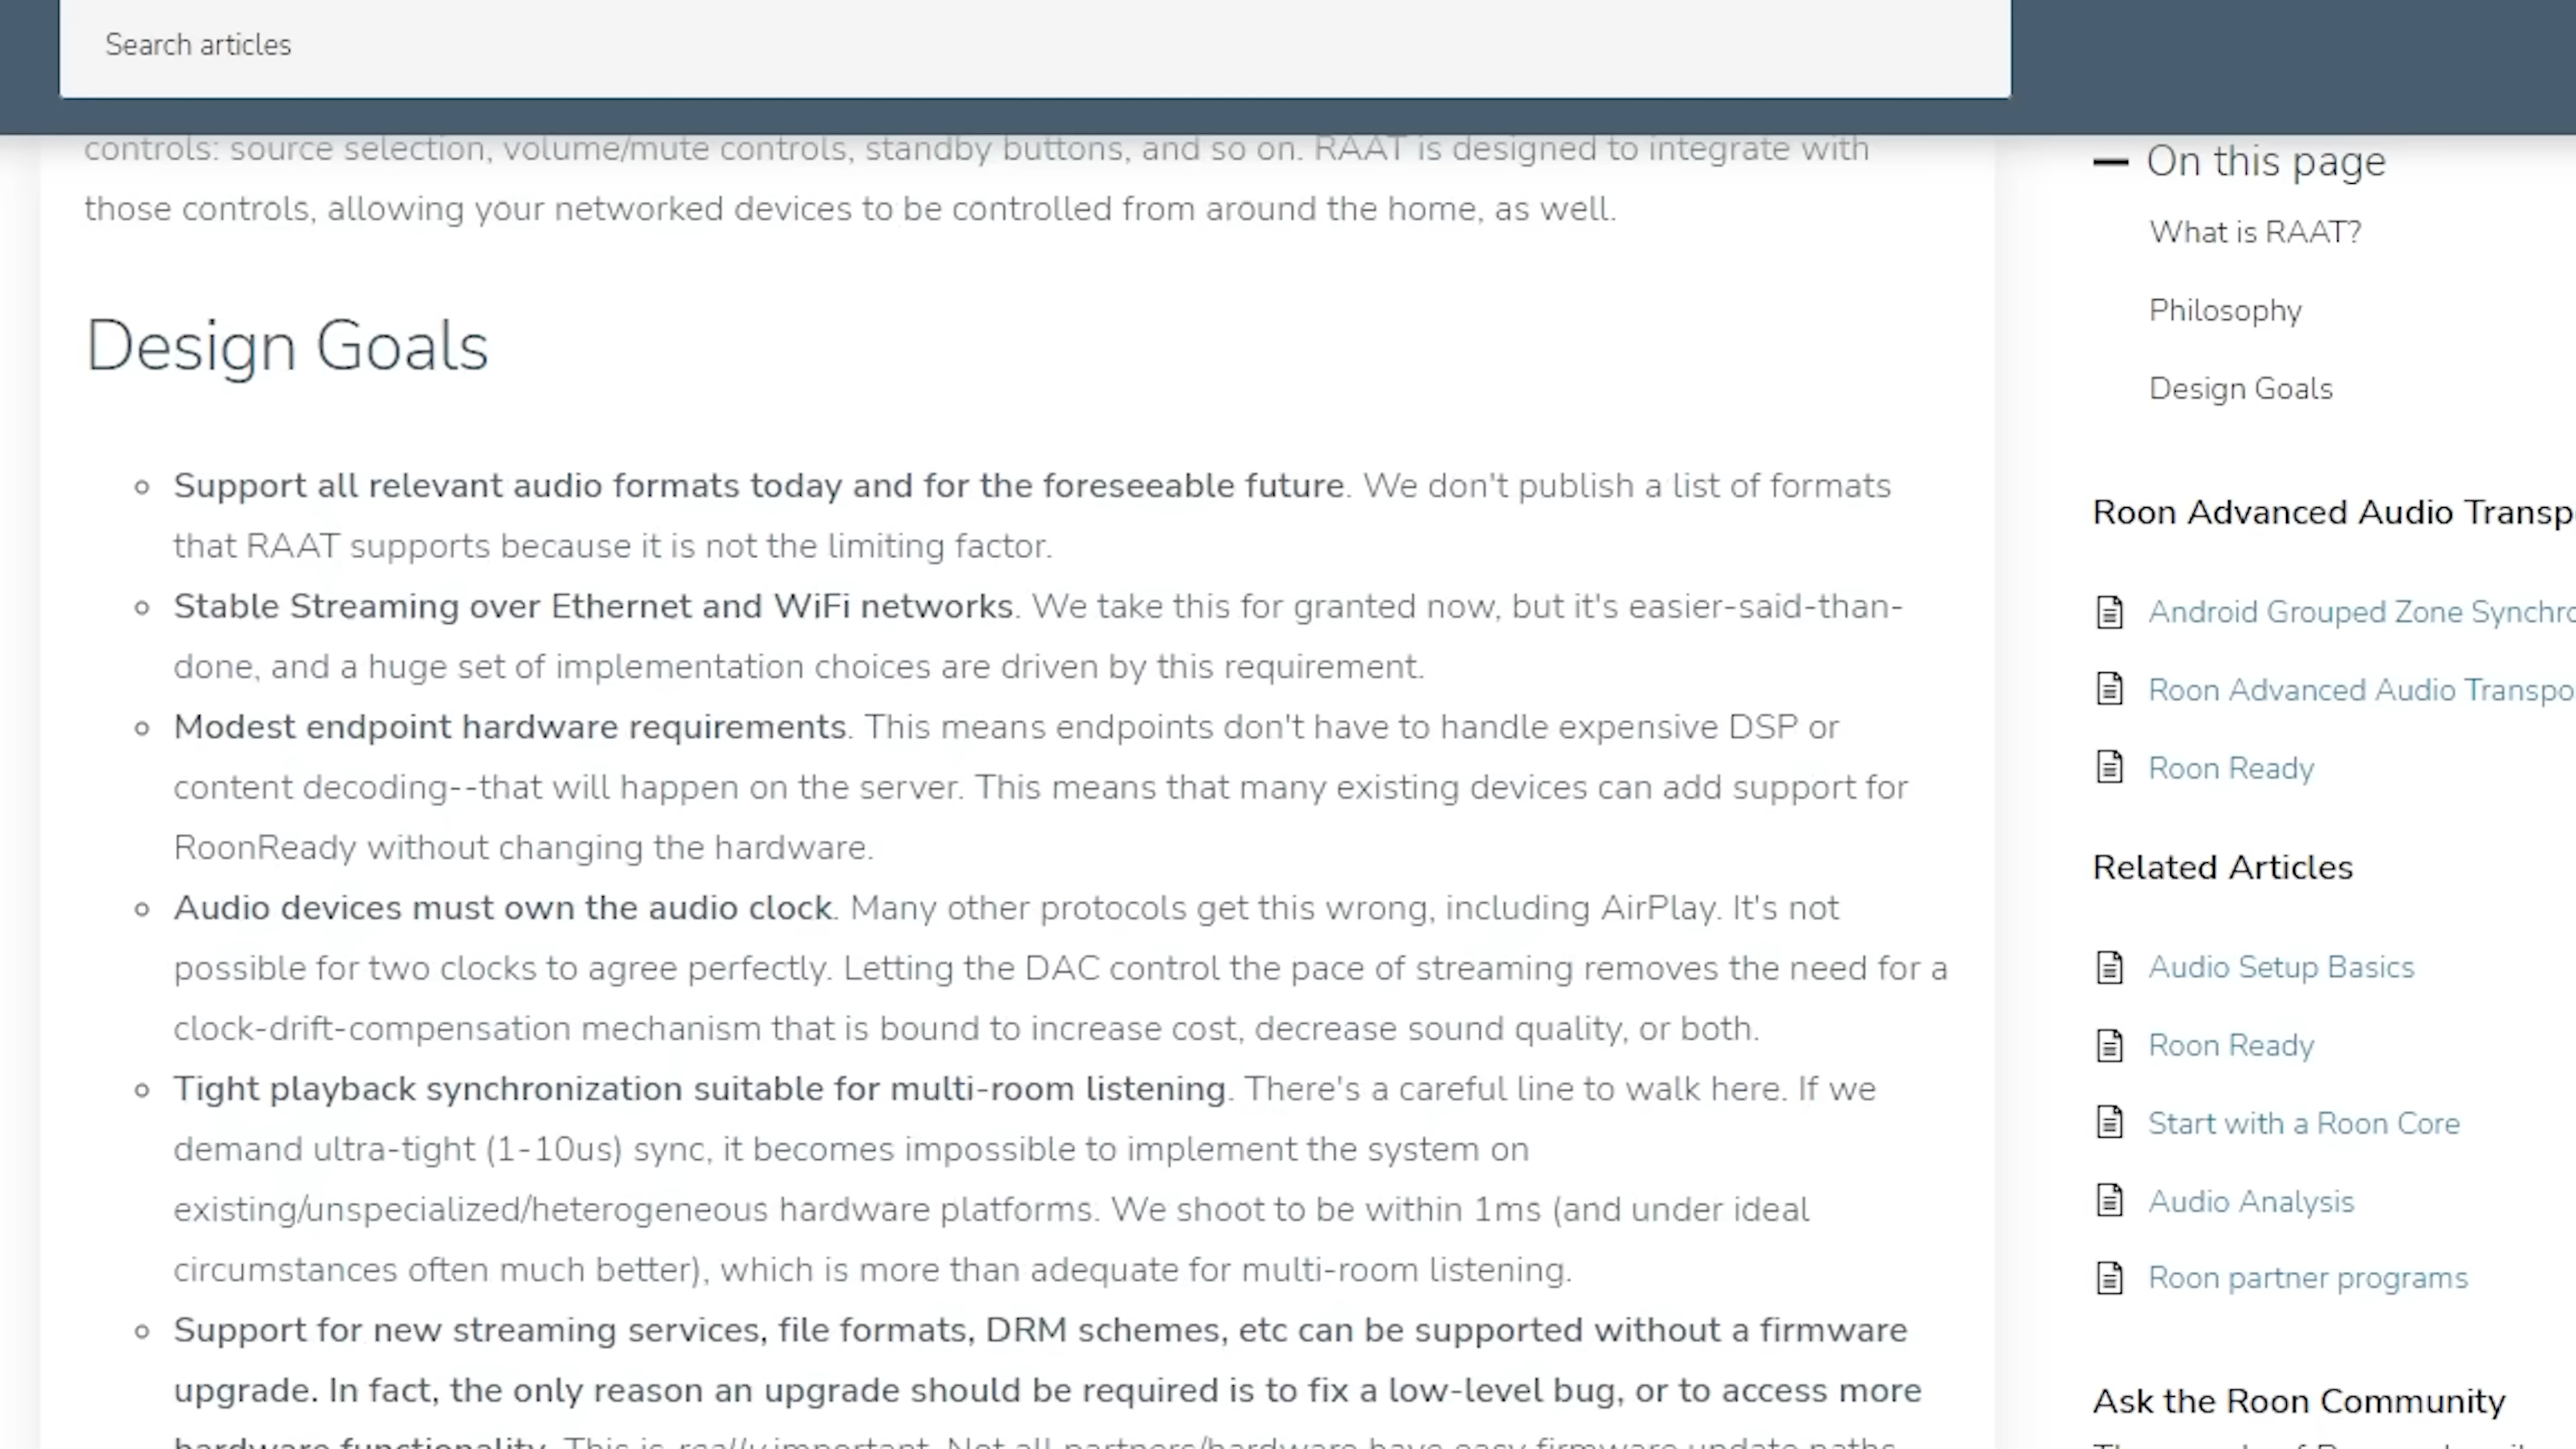 Search articles
controls: source selection, volume/mute controls, standby buttons, and so on. RAAT is designed to integrate with
those controls, allowing your networked devices to be controlled from around the home, as well.
Design Goals
Support all relevant audio formats today and for the foreseeable future. We don't publish a list of formats
that RAAT supports because it is not the limiting factor.
Stable Streaming over Ethernet and WiFi networks. We take this for granted now, but it's easier-said-than-
done, and a huge set of implementation choices are driven by this requirement.
Modest endpoint hardware requirements. This means endpoints don't have to handle expensive DSP or
content decoding--that will happen on the server. This means that many existing devices can add support for
RoonReady without changing the hardware.
Audio devices must own the audio clock. Many other protocols get this wrong, including AirPlay. It's not
possible for two clocks to agree perfectly. Letting the DAC control the pace of streaming removes the need for a
clock-drift-compensation mechanism that is bound to increase cost, decrease sound quality, or both.
Tight playback synchronization suitable for multi-room listening. There's a careful line to walk here. If we
demand ultra-tight (1-10us) sync, it becomes impossible to implement the system on
existing/unspecialized/heterogeneous hardware platforms. We shoot to be within 1ms (and under ideal
circumstances often much better), which is more than adequate for multi-room listening.
Support for new streaming services, file formats, DRM schemes, etc can be supported without a firmware
upgrade. In fact, the only reason an upgrade should be required is to fix a low-level bug, or to access more
hardware functionality. This is really important. Not all partners/hardware have easy firmware update paths
On this page
What is RAAT?
Philosophy
Design Goals
Roon Advanced Audio Transp
Android Grouped Zone Synchro
Roon Advanced Audio Transpo
Roon Ready
Related Articles
Audio Setup Basics
Roon Ready
Start with a Roon Core
Audio Analysis
Roon partner programs
Ask the Roon Community